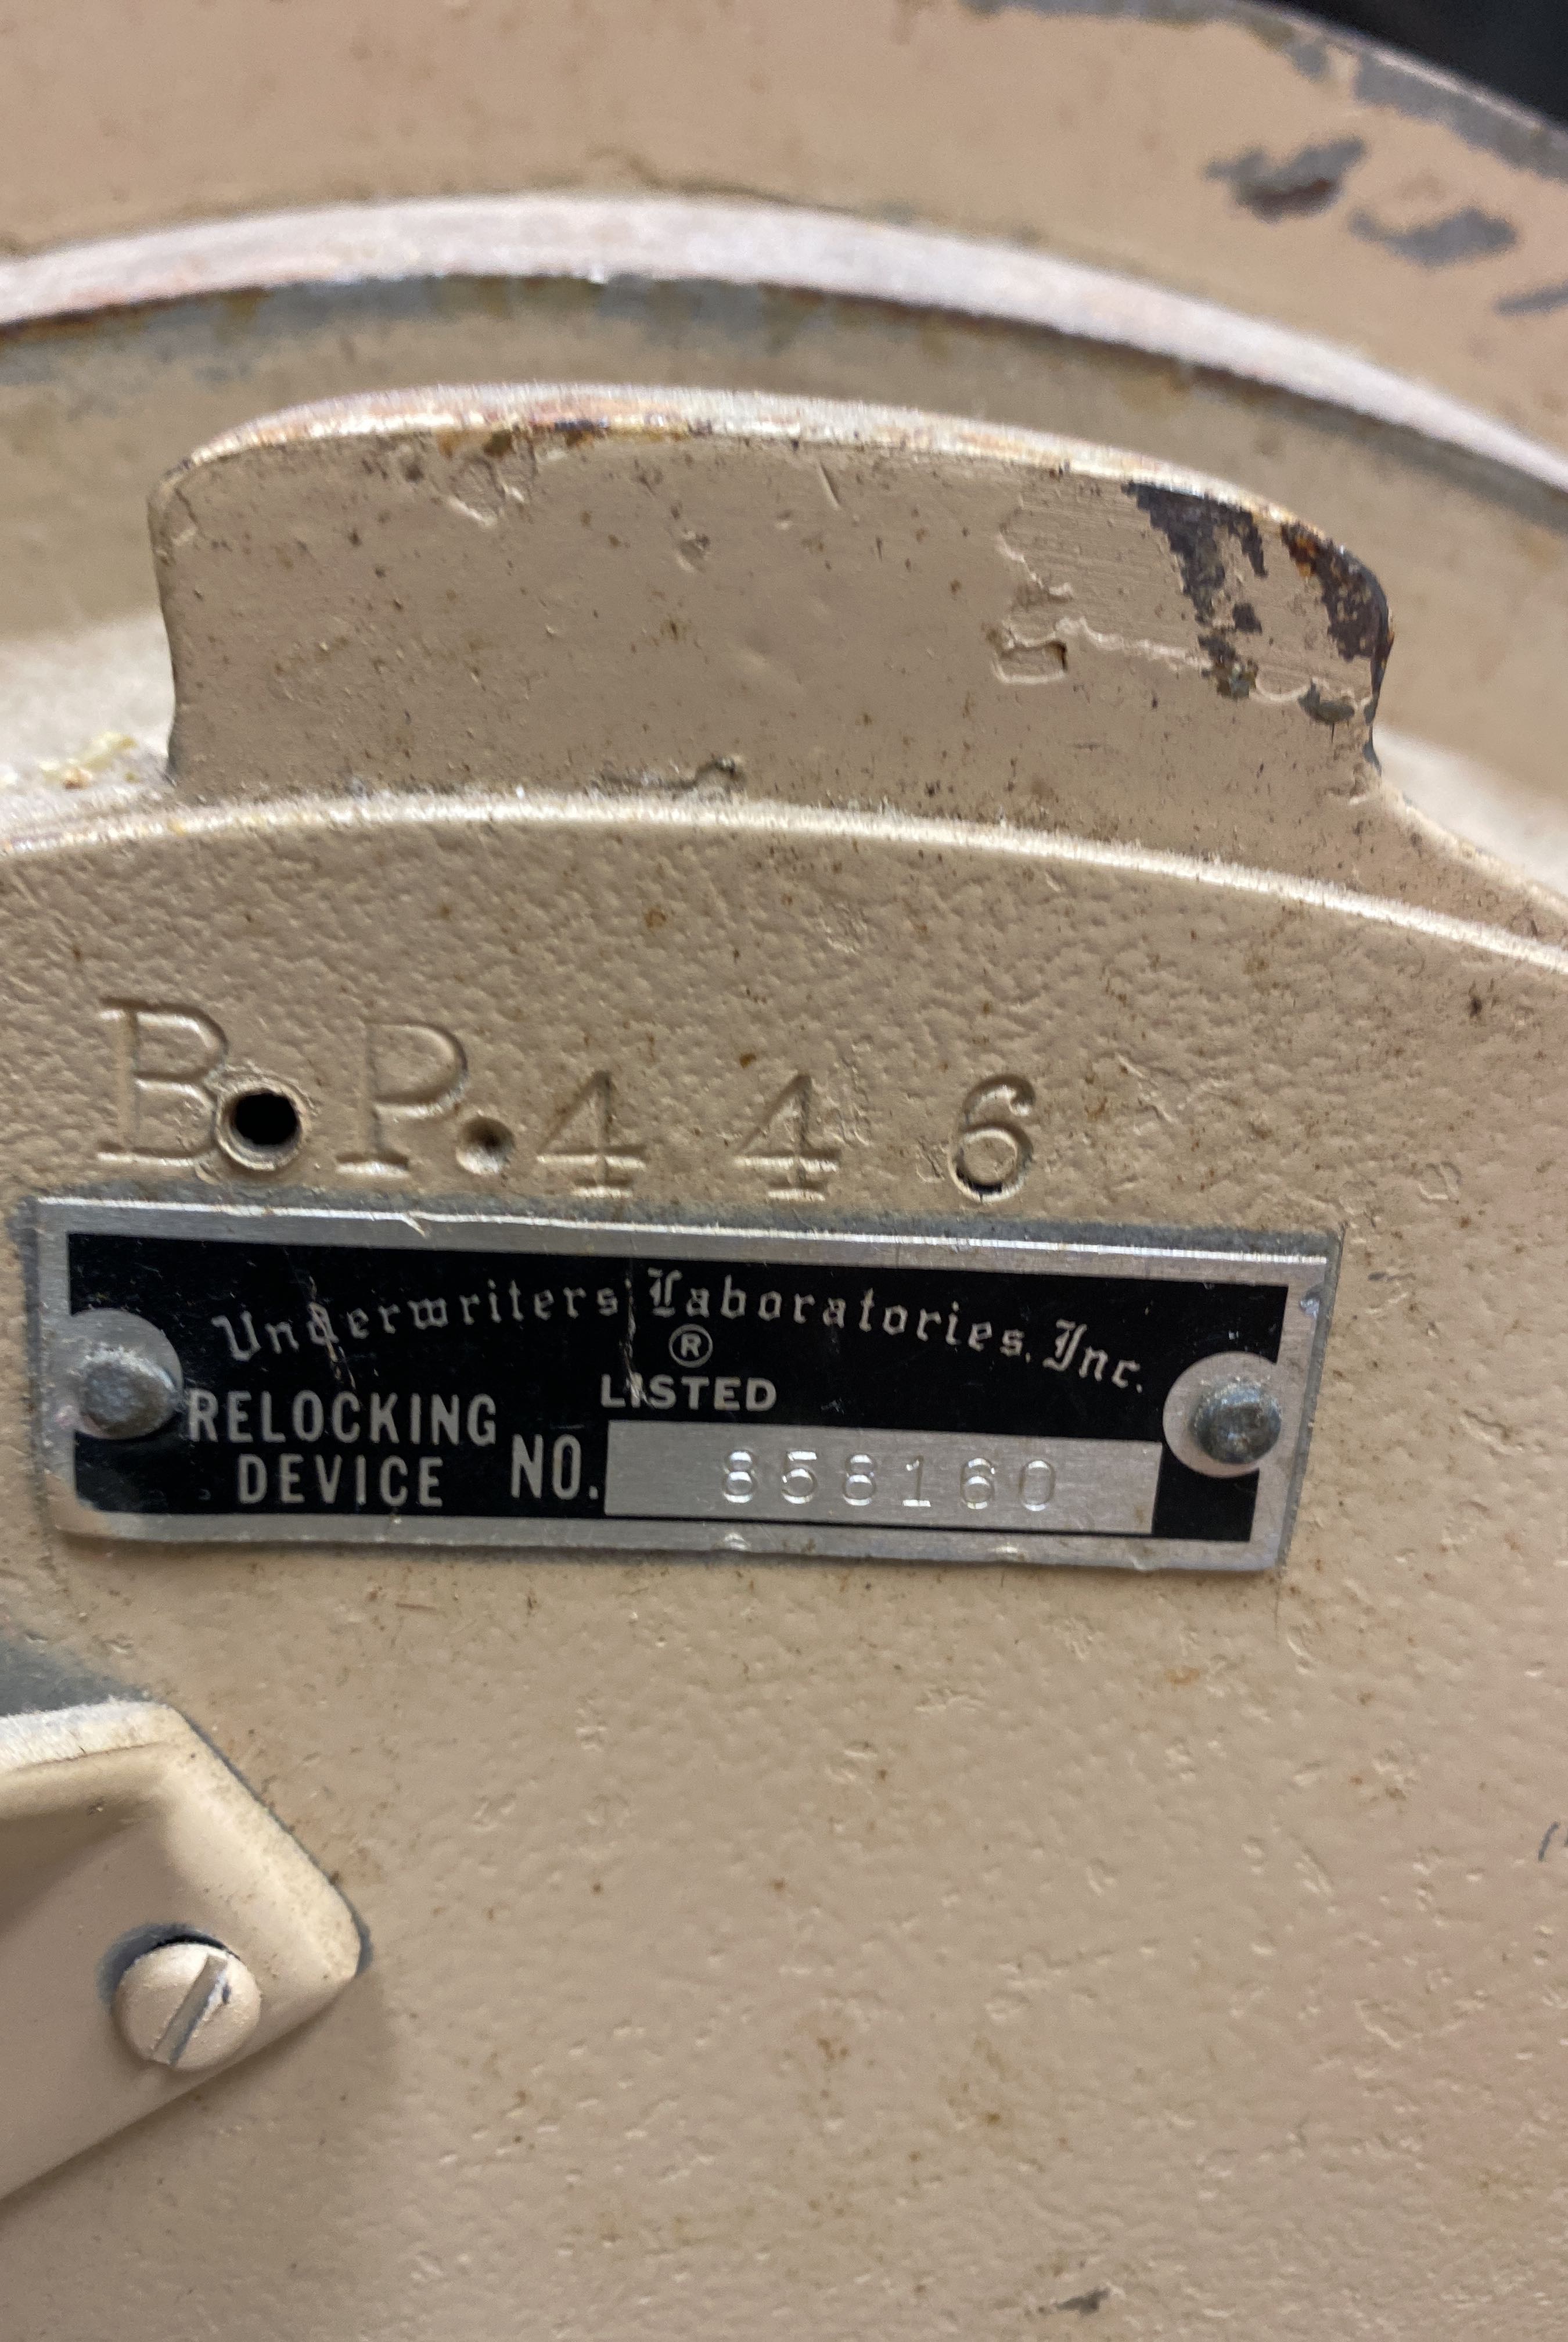 B.P.446
Underwriters' Laboratories, Inc.
®
LISTED
RELOCKING
DEVICE NO. 858160